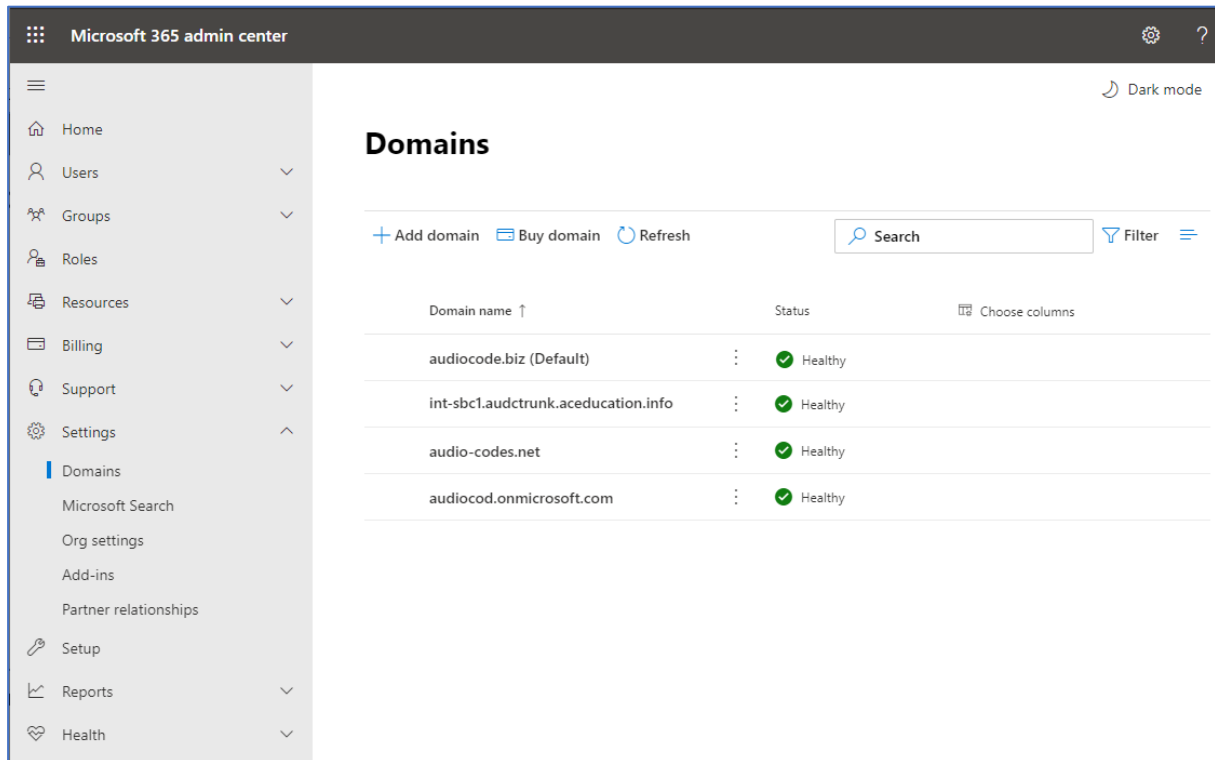 Microsoft 365 admin center
?
Dark mode
Home
Users
Groups
Roles
Resources
Billing
Support
Settings
Domains
Microsoft Search
Org settings
Add-ins
Partner relationships
Setup
Reports
Health
Domains
Add domain Buy domain Refresh Search Filter
Domain name ↑ Status Choose columns
audiocode.biz (Default) Healthy
int-sbc1.audctrunk.aceducation.info Healthy
audio-codes.net Healthy
audiocod.onmicrosoft.com Healthy